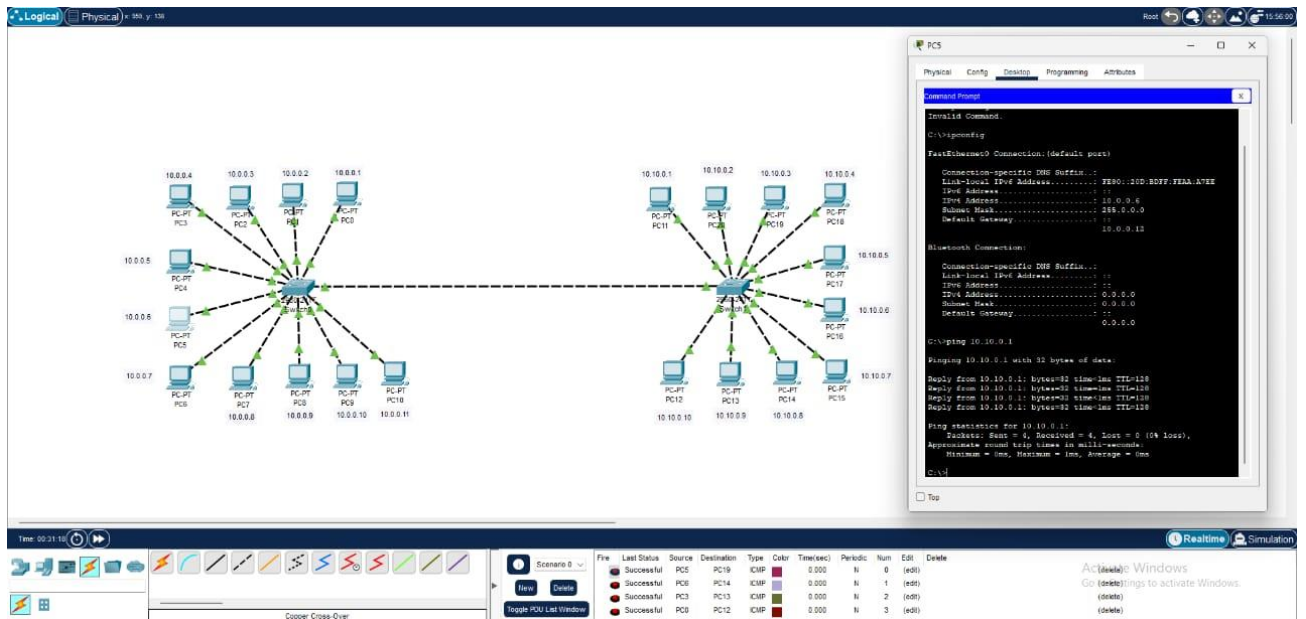 Logical Physical x: 350, y: 138
Root 15:56:00
PC5
Physical Config Desktop Programming Attributes
Command Prompt X
Invalid Command.
C:\>ipconfig
FastEthernet0 Connection:(default port)
Connection-specific DNS Suffix..:
Link-local IPv6 Address.........: FE80::20D:BDFF:FEAA:A7EE
IPv6 Address....................: ::
IPv4 Address....................: 10.0.0.6
Subnet Mask.....................: 255.0.0.0
Default Gateway.................: ::
10.0.0.12
Bluetooth Connection:
Connection-specific DNS Suffix..:
Link-local IPv6 Address.........: ::
IPv6 Address....................: ::
IPv4 Address....................: 0.0.0.0
Subnet Mask.....................: 0.0.0.0
Default Gateway.................: ::
0.0.0.0
C:\>ping 10.10.0.1
Pinging 10.10.0.1 with 32 bytes of data:
Reply from 10.10.0.1: bytes=32 time<1ms TTL=128
Reply from 10.10.0.1: bytes=32 time=1ms TTL=128
Reply from 10.10.0.1: bytes=32 time<1ms TTL=128
Reply from 10.10.0.1: bytes=32 time<1ms TTL=128
Ping statistics for 10.10.0.1:
Packets: Sent = 4, Received = 4, Lost = 0 (0% loss),
Approximate round trip times in milli-seconds:
Minimum = 0ms, Maximum = 1ms, Average = 0ms
C:\>
Top
10.0.0.4 10.0.0.3 10.0.0.2 10.0.0.1
PC-PT PC3
PC-PT PC2
PC-PT PC1
PC-PT PC0
10.0.0.5
PC-PT PC4
10.0.0.6
PC-PT PC5
10.0.0.7
PC-PT PC6
PC-PT PC7
PC-PT PC8
PC-PT PC9
PC-PT PC10
10.0.0.8 10.0.0.9 10.0.0.10 10.0.0.11
10.10.0.1 10.10.0.2 10.10.0.3 10.10.0.4
PC-PT PC11
PC-PT
PC-PT PC19
PC-PT PC18
10.10.0.5
PC-PT PC17
10.10.0.6
PC-PT PC16
10.10.0.7
PC-PT PC12
PC-PT PC13
PC-PT PC14
PC-PT PC15
10.10.0.10 10.10.0.9 10.10.0.8
Time: 00:31:10
Realtime Simulation
Scenario 0
New Delete
Toggle PDU List Window
Copper Cross-Over
Fire Last Status Source Destination Type Color Time(sec) Periodic Num Edit Delete
Successful PC5 PC19 ICMP 0.000 N 0 (edit) (delete)
Successful PC6 PC14 ICMP 0.000 N 1 (edit) (delete)
Successful PC3 PC13 ICMP 0.000 N 2 (edit) (delete)
Successful PC0 PC12 ICMP 0.000 N 3 (edit) (delete)
Activate Windows
Go to Settings to activate Windows.